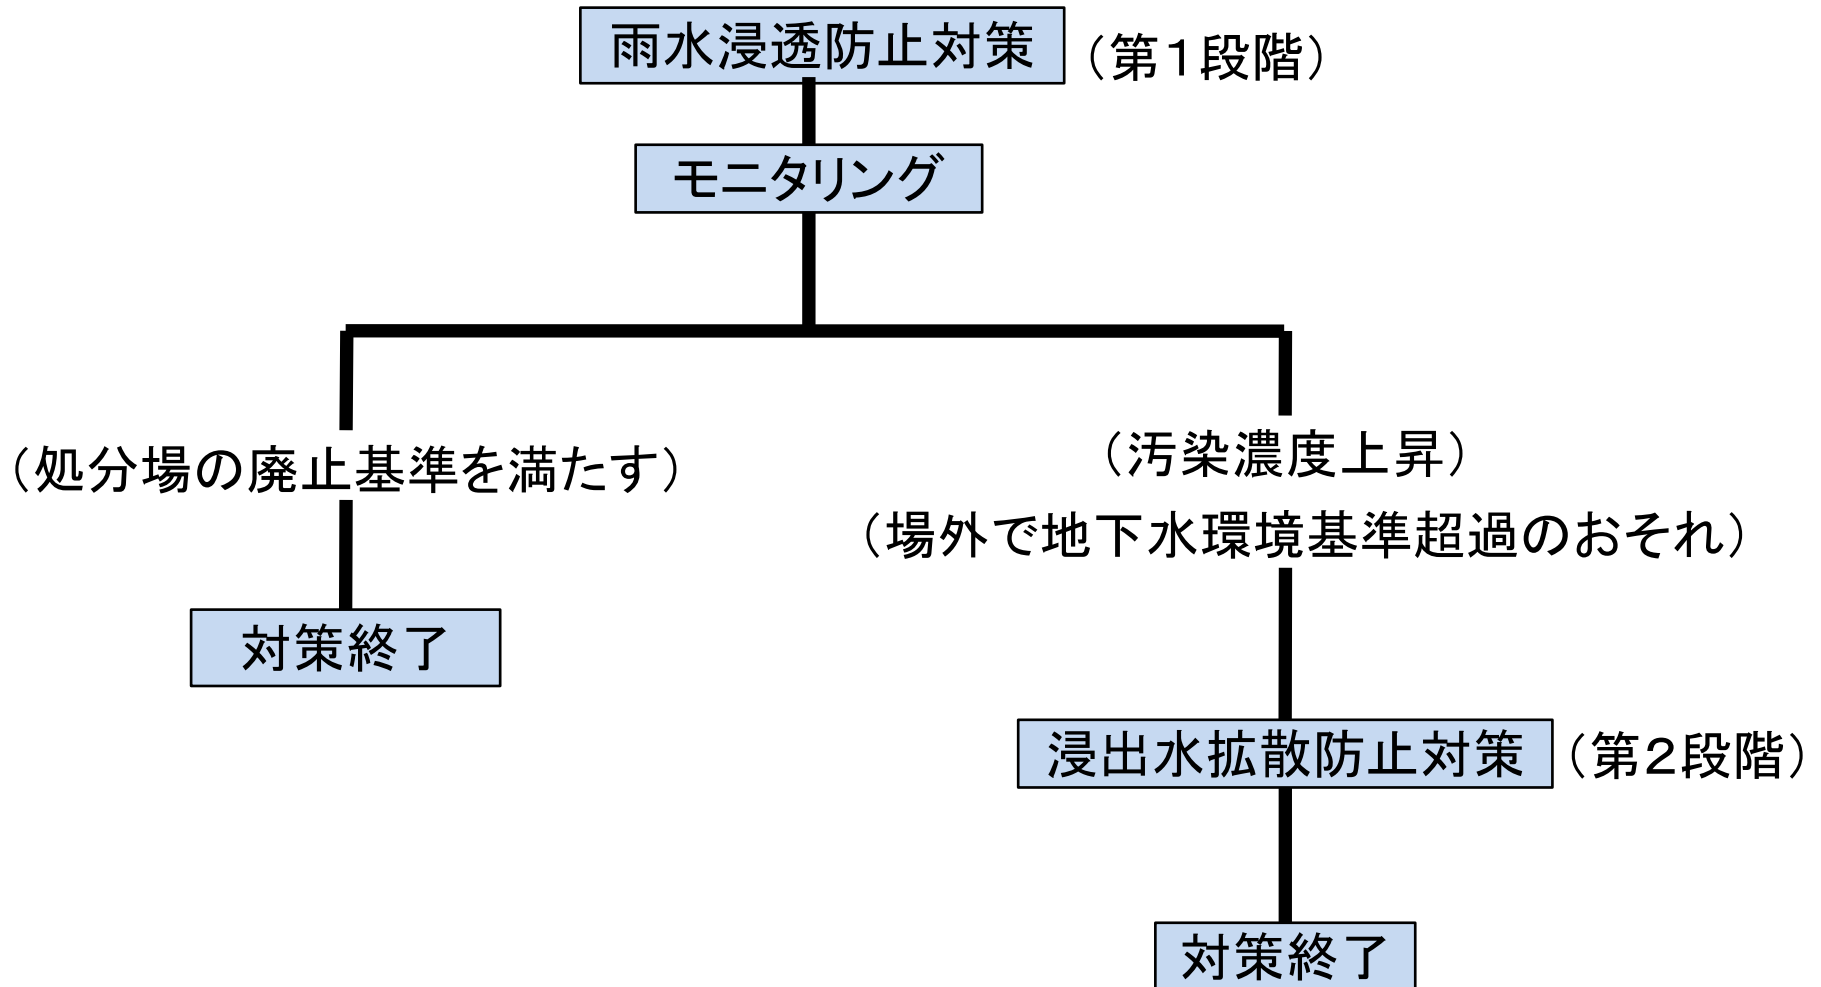 雨水浸透防止対策 （第１段階）
モニタリング
（処分場の廃止基準を満たす）
対策終了
（汚染濃度上昇）
（場外で地下水環境基準超過のおそれ）
浸出水拡散防止対策 （第２段階）
対策終了